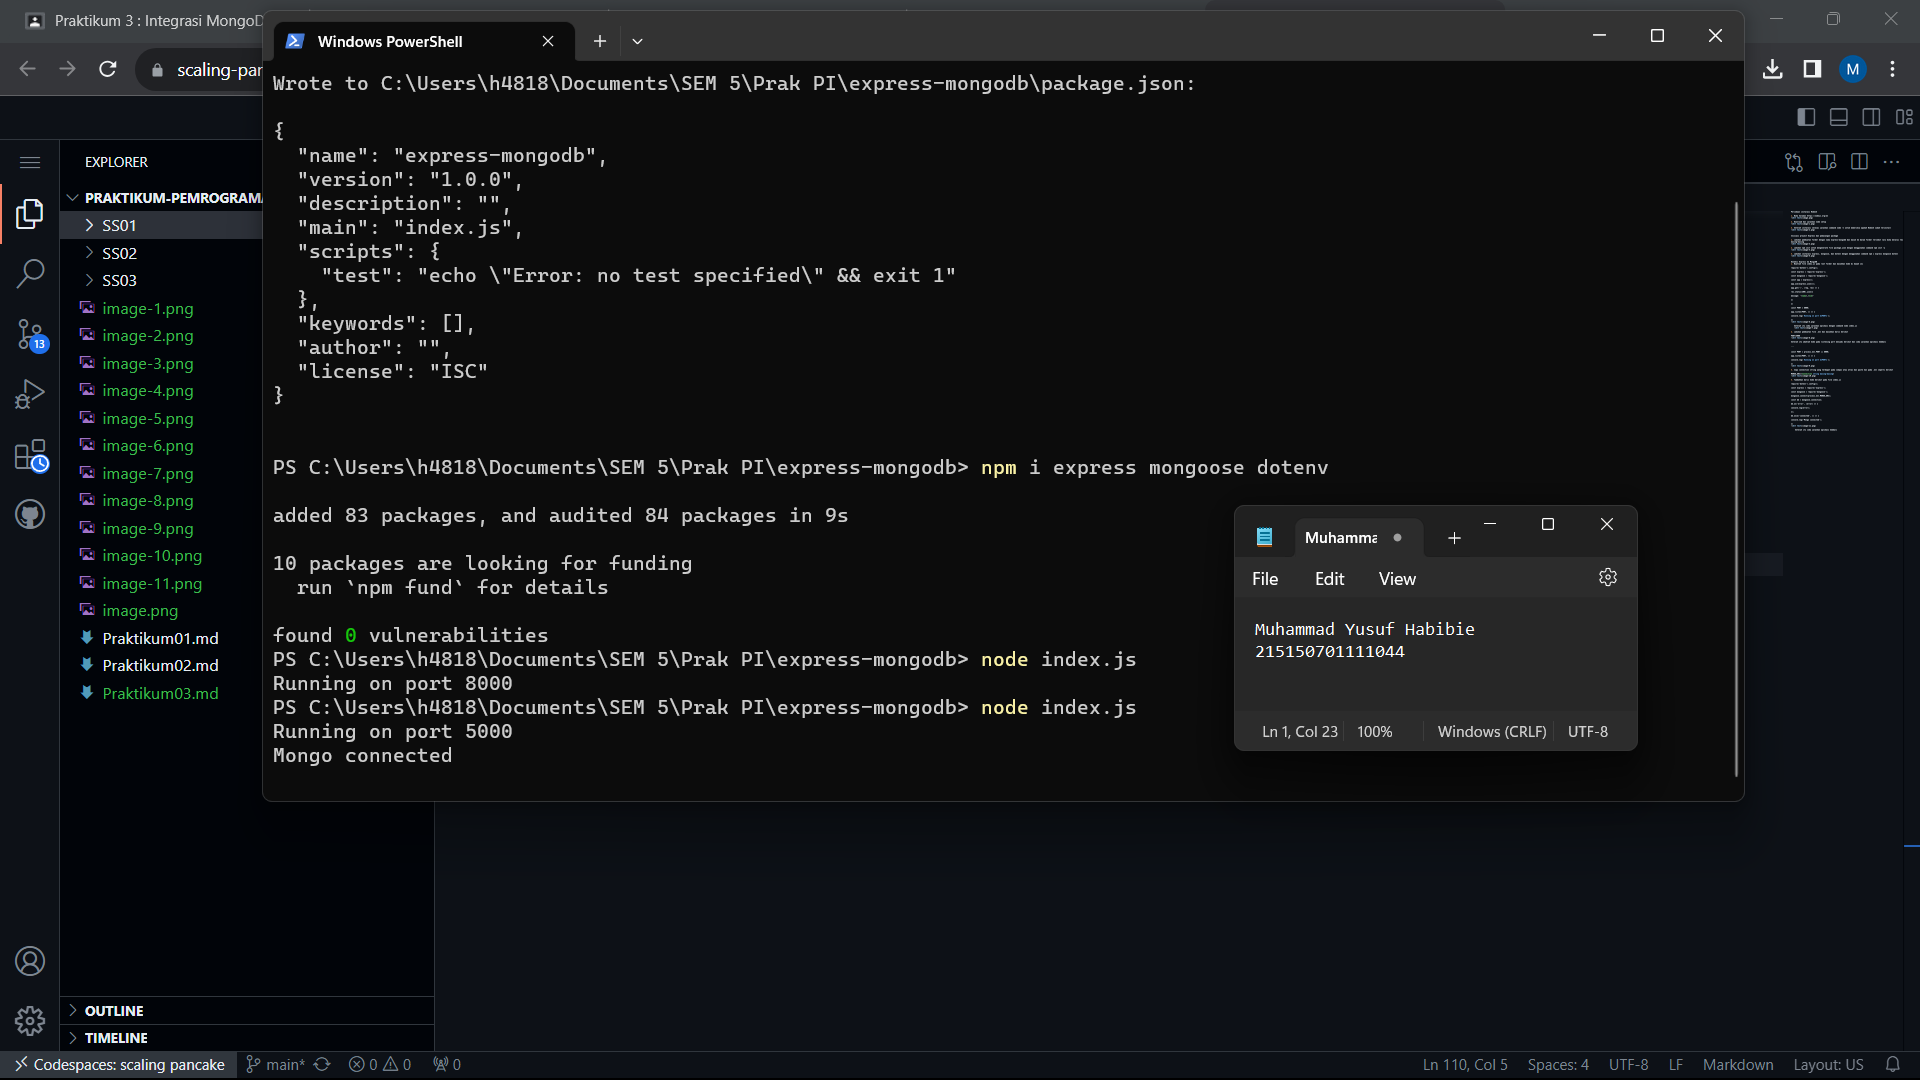 Praktikum 3 : Integrasi MongoD
scaling-par
M
Windows PowerShell
Wrote to C:\Users\h4818\Documents\SEM 5\Prak PI\express-mongodb\package.json:
{
"name": "express-mongodb",
"version": "1.0.0",
"description": "",
"main": "index.js",
"scripts": {
"test": "echo \"Error: no test specified\" && exit 1"
},
"keywords": [],
"author": "",
"license": "ISC"
}
PS C:\Users\h4818\Documents\SEM 5\Prak PI\express-mongodb> npm i express mongoose dotenv
added 83 packages, and audited 84 packages in 9s
10 packages are looking for funding
run `npm fund` for details
found 0 vulnerabilities
PS C:\Users\h4818\Documents\SEM 5\Prak PI\express-mongodb> node index.js
Running on port 8000
PS C:\Users\h4818\Documents\SEM 5\Prak PI\express-mongodb> node index.js
Running on port 5000
Mongo connected
Muhamma
File Edit View
Muhammad Yusuf Habibie
215150701111044
Ln 1, Col 23 100% Windows (CRLF) UTF-8
EXPLORER
PRAKTIKUM-PEMROGRAMA
SS01
SS02
SS03
image-1.png
image-2.png
image-3.png
image-4.png
image-5.png
image-6.png
image-7.png
image-8.png
image-9.png
image-10.png
image-11.png
image.png
Praktikum01.md
Praktikum02.md
Praktikum03.md
13
OUTLINE
TIMELINE
Codespaces: scaling pancake main* 0 0 0 Ln 110, Col 5 Spaces: 4 UTF-8 LF Markdown Layout: US